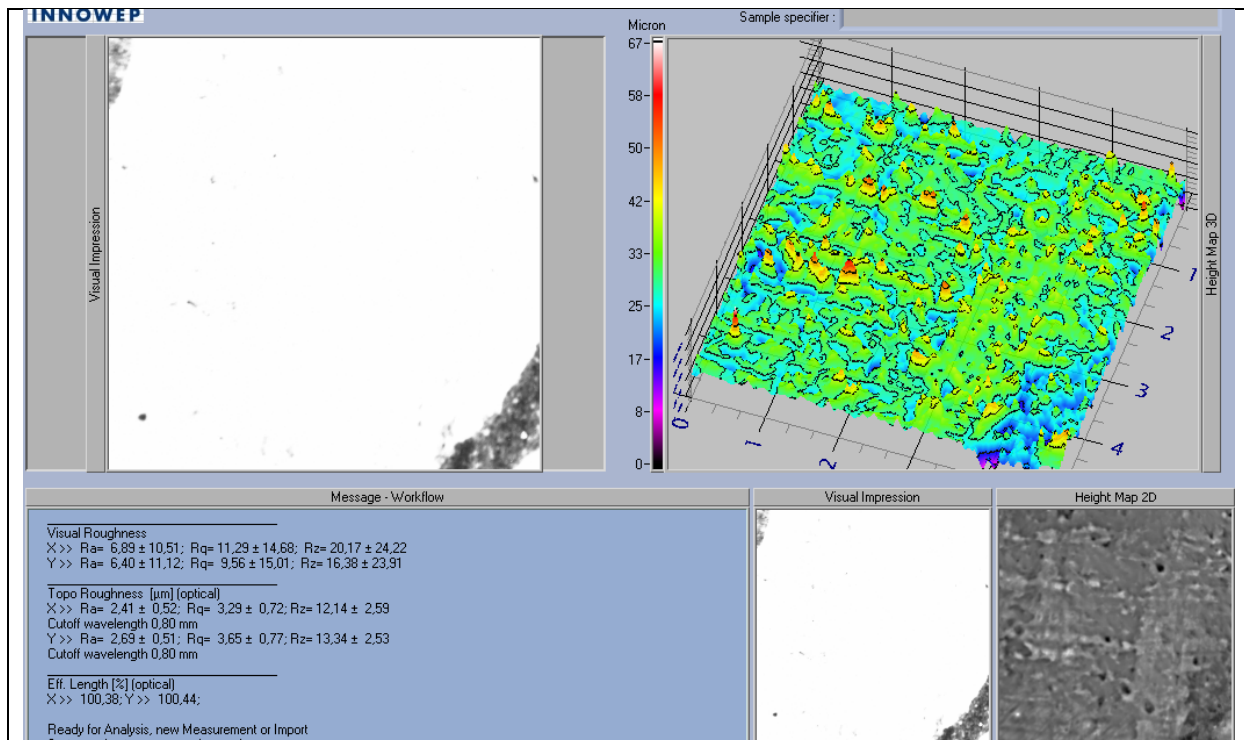 INNOWEP
Sample specifier :
Micron
Visual Impression
67
58
50
42
33
25
17
8
0
0
1
2
1
2
3
4
Height Map 3D
Message - Workflow
Visual Roughness
X >> Ra= 6,89 ± 10,51; Rq= 11,29 ± 14,68; Rz= 20,17 ± 24,22
Y >> Ra= 6,40 ± 11,12; Rq= 9,56 ± 15,01; Rz= 16,38 ± 23,91
Topo Roughness [µm] (optical)
X >> Ra= 2,41 ± 0,52; Rq= 3,29 ± 0,72; Rz= 12,14 ± 2,59
Cutoff wavelength 0,80 mm
Y >> Ra= 2,69 ± 0,51; Rq= 3,65 ± 0,77; Rz= 13,34 ± 2,53
Cutoff wavelength 0,80 mm
Eff. Length [%] (optical)
X >> 100,38; Y >> 100,44;
Ready for Analysis, new Measurement or Import
Visual Impression
Height Map 2D